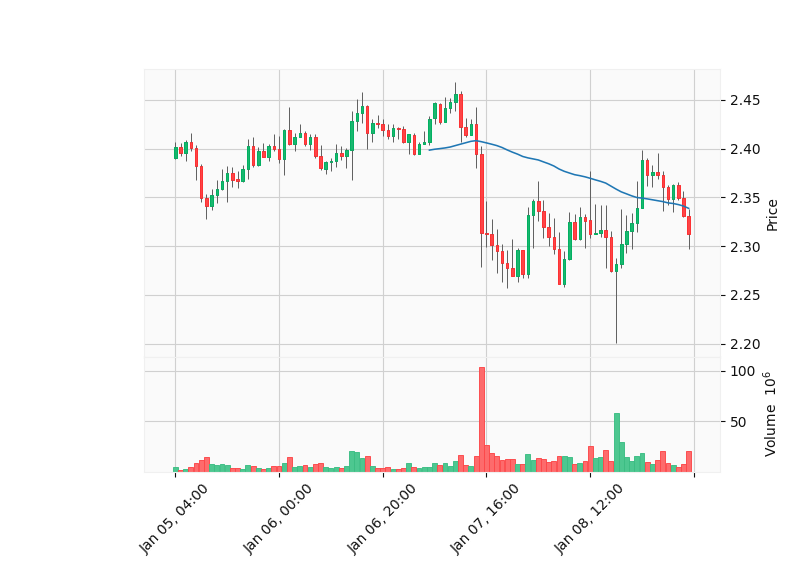 2.45
2.40
2.35
2.30
2.25
2.20
Price
100
50
Volume 10^6
Jan 05, 04:00
Jan 06, 00:00
Jan 06, 20:00
Jan 07, 16:00
Jan 08, 12:00